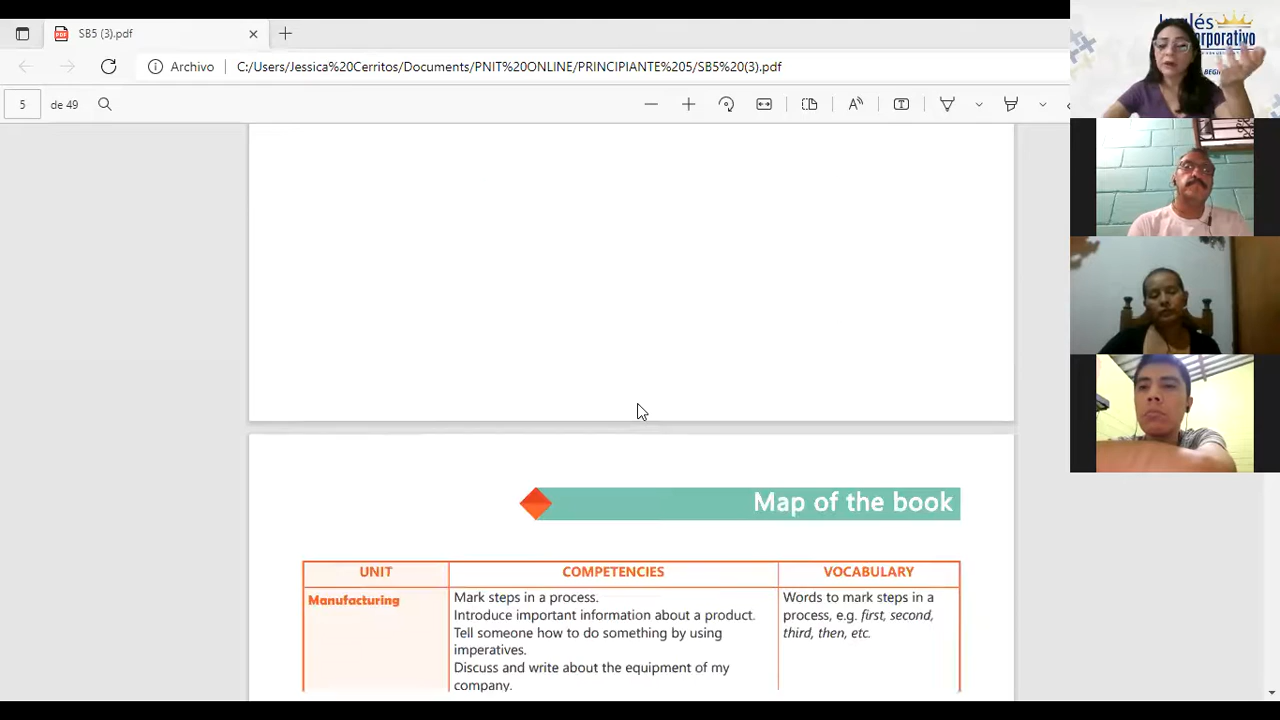 SB5 (3).pdf
Archivo C:/Users/Jessica%20Cerritos/Documents/PNIE%20ONLINE/PRINCIPIANTE%205/SB5%20(3).pdf
5 de 49
Inglés
orporativo
Map of the book
UNIT COMPETENCIES VOCABULARY
Manufacturing Mark steps in a process. Words to mark steps in a
Introduce important information about a product. process, e.g. first, second,
Tell someone how to do something by using third, then, etc.
imperatives.
Discuss and write about the equipment of my
company.